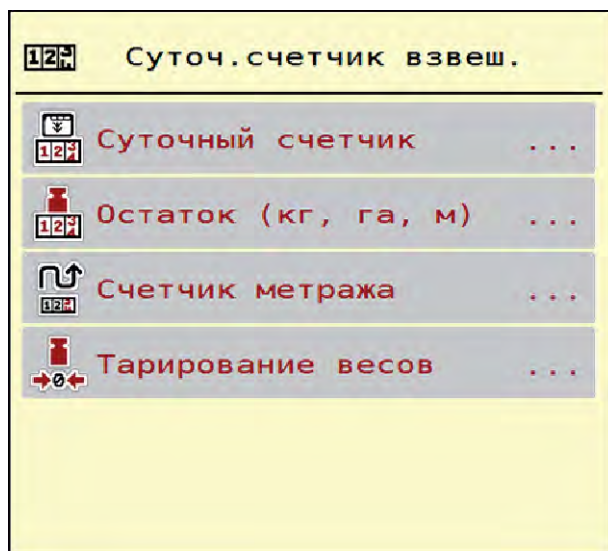 Суточ.счетчик взвеш.
Суточный счетчик ...
Остаток (кг, га, м) ...
Счетчик метража ...
Тарирование весов ...